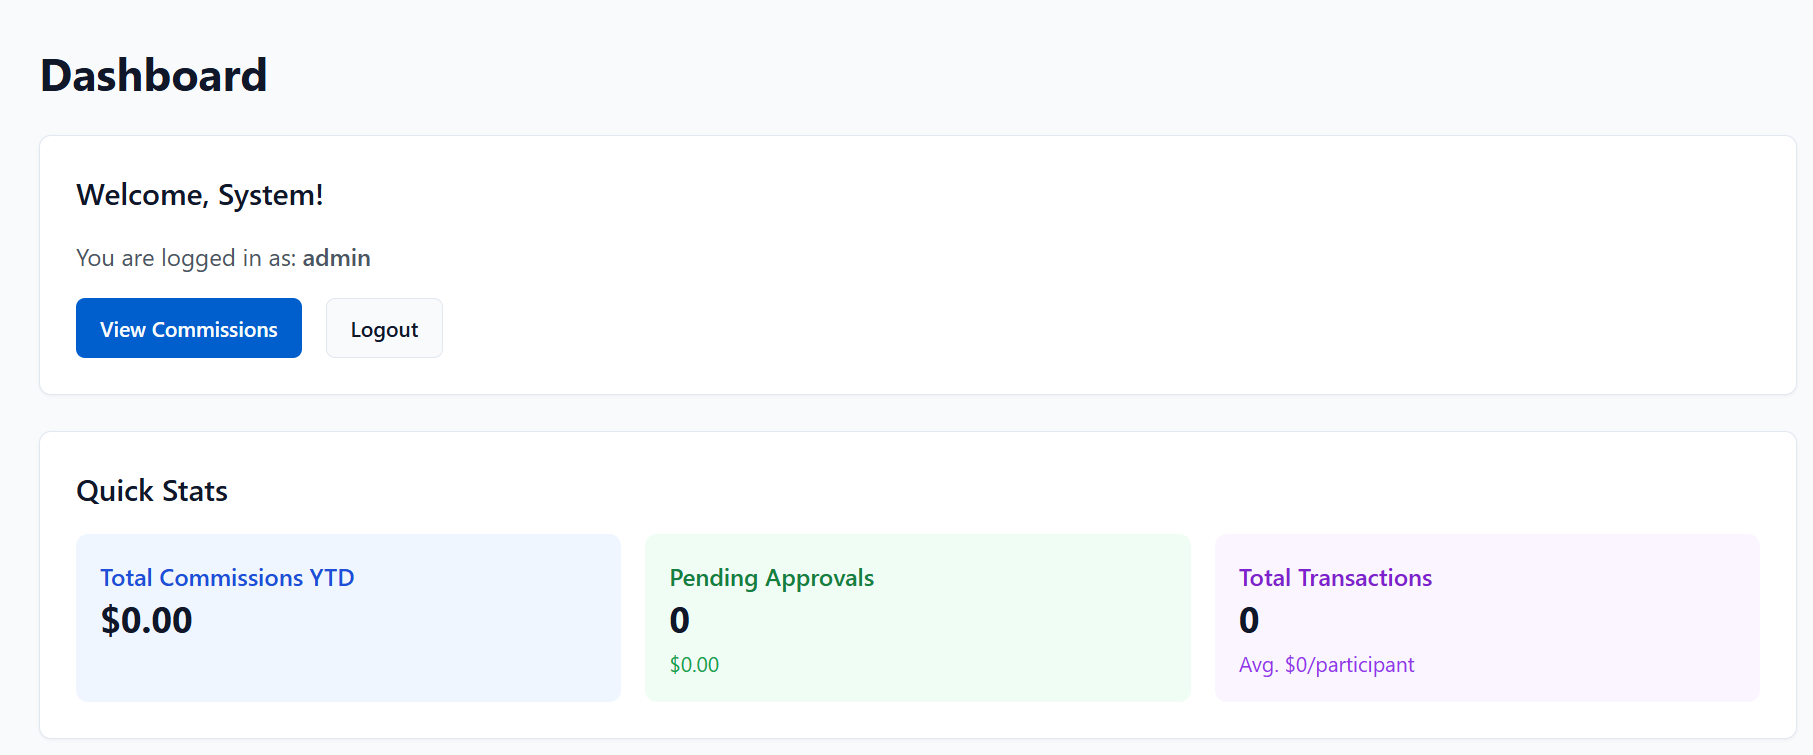 Dashboard
Welcome, System!
You are logged in as: admin
View Commissions
Logout
Quick Stats
Total Commissions YTD
$0.00
Pending Approvals
0
$0.00
Total Transactions
0
Avg. $0/participant